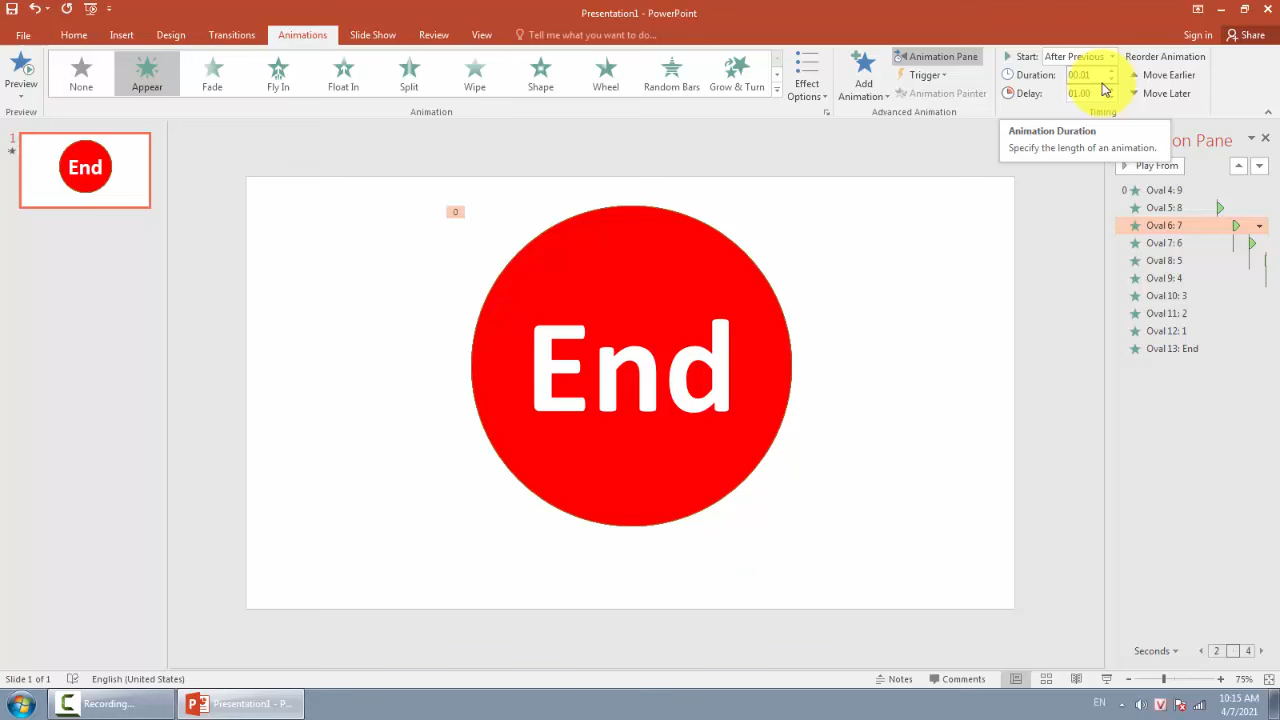 Presentation1 - PowerPoint
File Home Insert Design Transitions Animations Slide Show Review View Tell me what you want to do... Sign in Share
Preview None Appear Fade Fly In Float In Split Wipe Shape Wheel Random Bars Grow & Turn Effect Options Add Animation
Animation Pane
Trigger
Animation Painter
Start: After Previous
Duration: 00.01
Delay: 01.00
Reorder Animation
Move Earlier
Move Later
Preview Animation Advanced Animation Timing
Animation Duration
Specify the length of an animation.
on Pane
Play From
1
End
0
End
0 Oval 4: 9
Oval 5: 8
Oval 6: 7
Oval 7: 6
Oval 8: 5
Oval 9: 4
Oval 10: 3
Oval 11: 2
Oval 12: 1
Oval 13: End
Seconds 2 4
Slide 1 of 1 English (United States) Notes Comments 75%
Recording... Presentation1 - P... EN 10:15 AM
4/7/2021